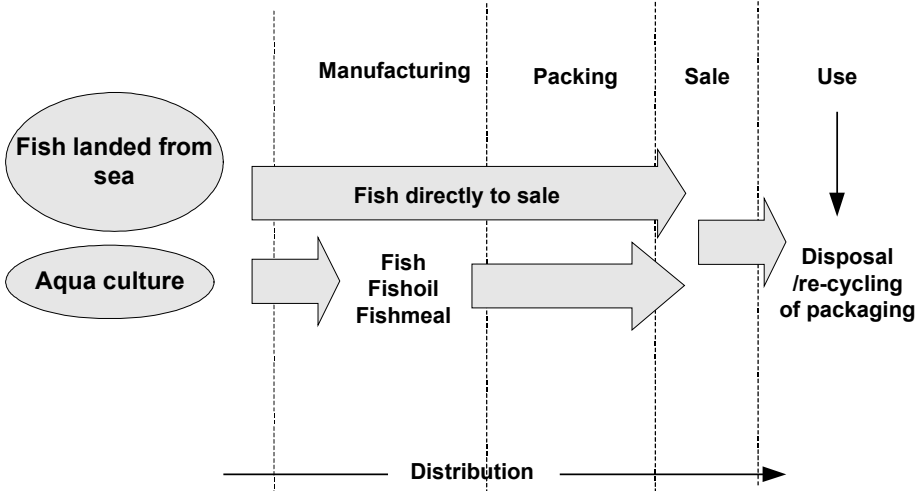 Manufacturing
Packing
Sale
Use
Fish landed from
sea
Fish directly to sale
Aqua culture
Fish
Fishoil
Fishmeal
Disposal
/re-cycling
of packaging
Distribution